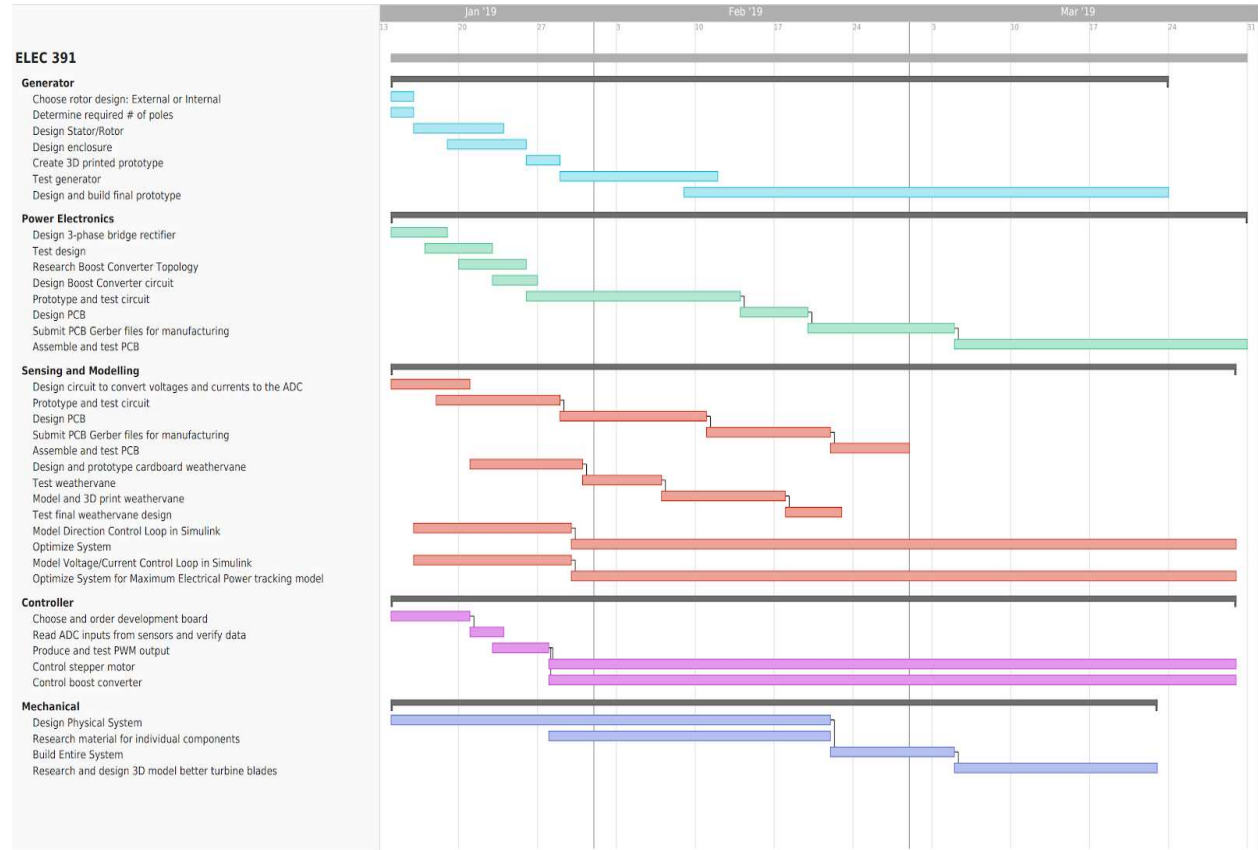 Jan '19 Feb '19 Mar '19
13 20 27 3 10 17 24 3 10 17 24 31
ELEC 391
Generator
Choose rotor design: External or Internal
Determine required # of poles
Design Stator/Rotor
Design enclosure
Create 3D printed prototype
Test generator
Design and build final prototype
Power Electronics
Design 3-phase bridge rectifier
Test design
Research Boost Converter Topology
Design Boost Converter circuit
Prototype and test circuit
Design PCB
Submit PCB Gerber files for manufacturing
Assemble and test PCB
Sensing and Modelling
Design circuit to convert voltages and currents to the ADC
Prototype and test circuit
Design PCB
Submit PCB Gerber files for manufacturing
Assemble and test PCB
Design and prototype cardboard weathervane
Test weathervane
Model and 3D print weathervane
Test final weathervane design
Model Direction Control Loop in Simulink
Optimize System
Model Voltage/Current Control Loop in Simulink
Optimize System for Maximum Electrical Power tracking model
Controller
Choose and order development board
Read ADC inputs from sensors and verify data
Produce and test PWM output
Control stepper motor
Control boost converter
Mechanical
Design Physical System
Research material for individual components
Build Entire System
Research and design 3D model better turbine blades